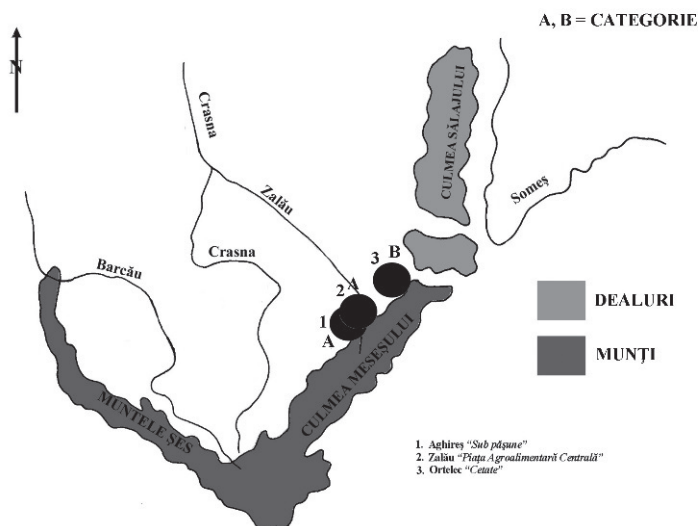 A, B = CATEGORIE
N
Crasna
CULMEA SĂLAJULUI
Zalău
Someș
Crasna
Barcău
3 B
2 A
1
A
DEALURI
CULMEA MESEȘULUI
MUNȚI
MUNTELE ȘES
1. Aghireș "Sub pășune"
2. Zalău "Piața Agroalimentară Centrală"
3. Ortelec "Cetate"